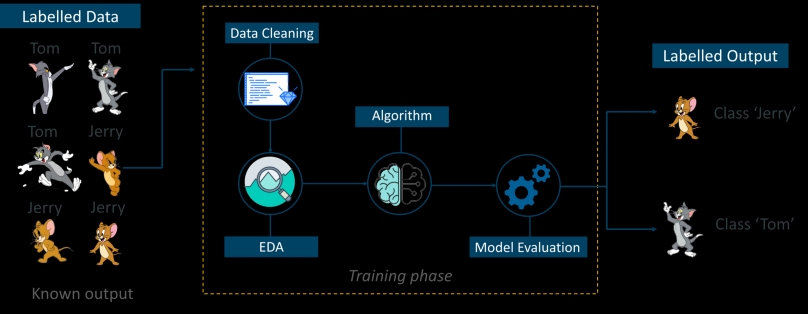 Labelled Data
Tom Tom
Tom Jerry
Jerry Jerry
Known output
Data Cleaning
EDA
Algorithm
Model Evaluation
Training phase
Labelled Output
Class ‘Jerry’
Class ‘Tom’